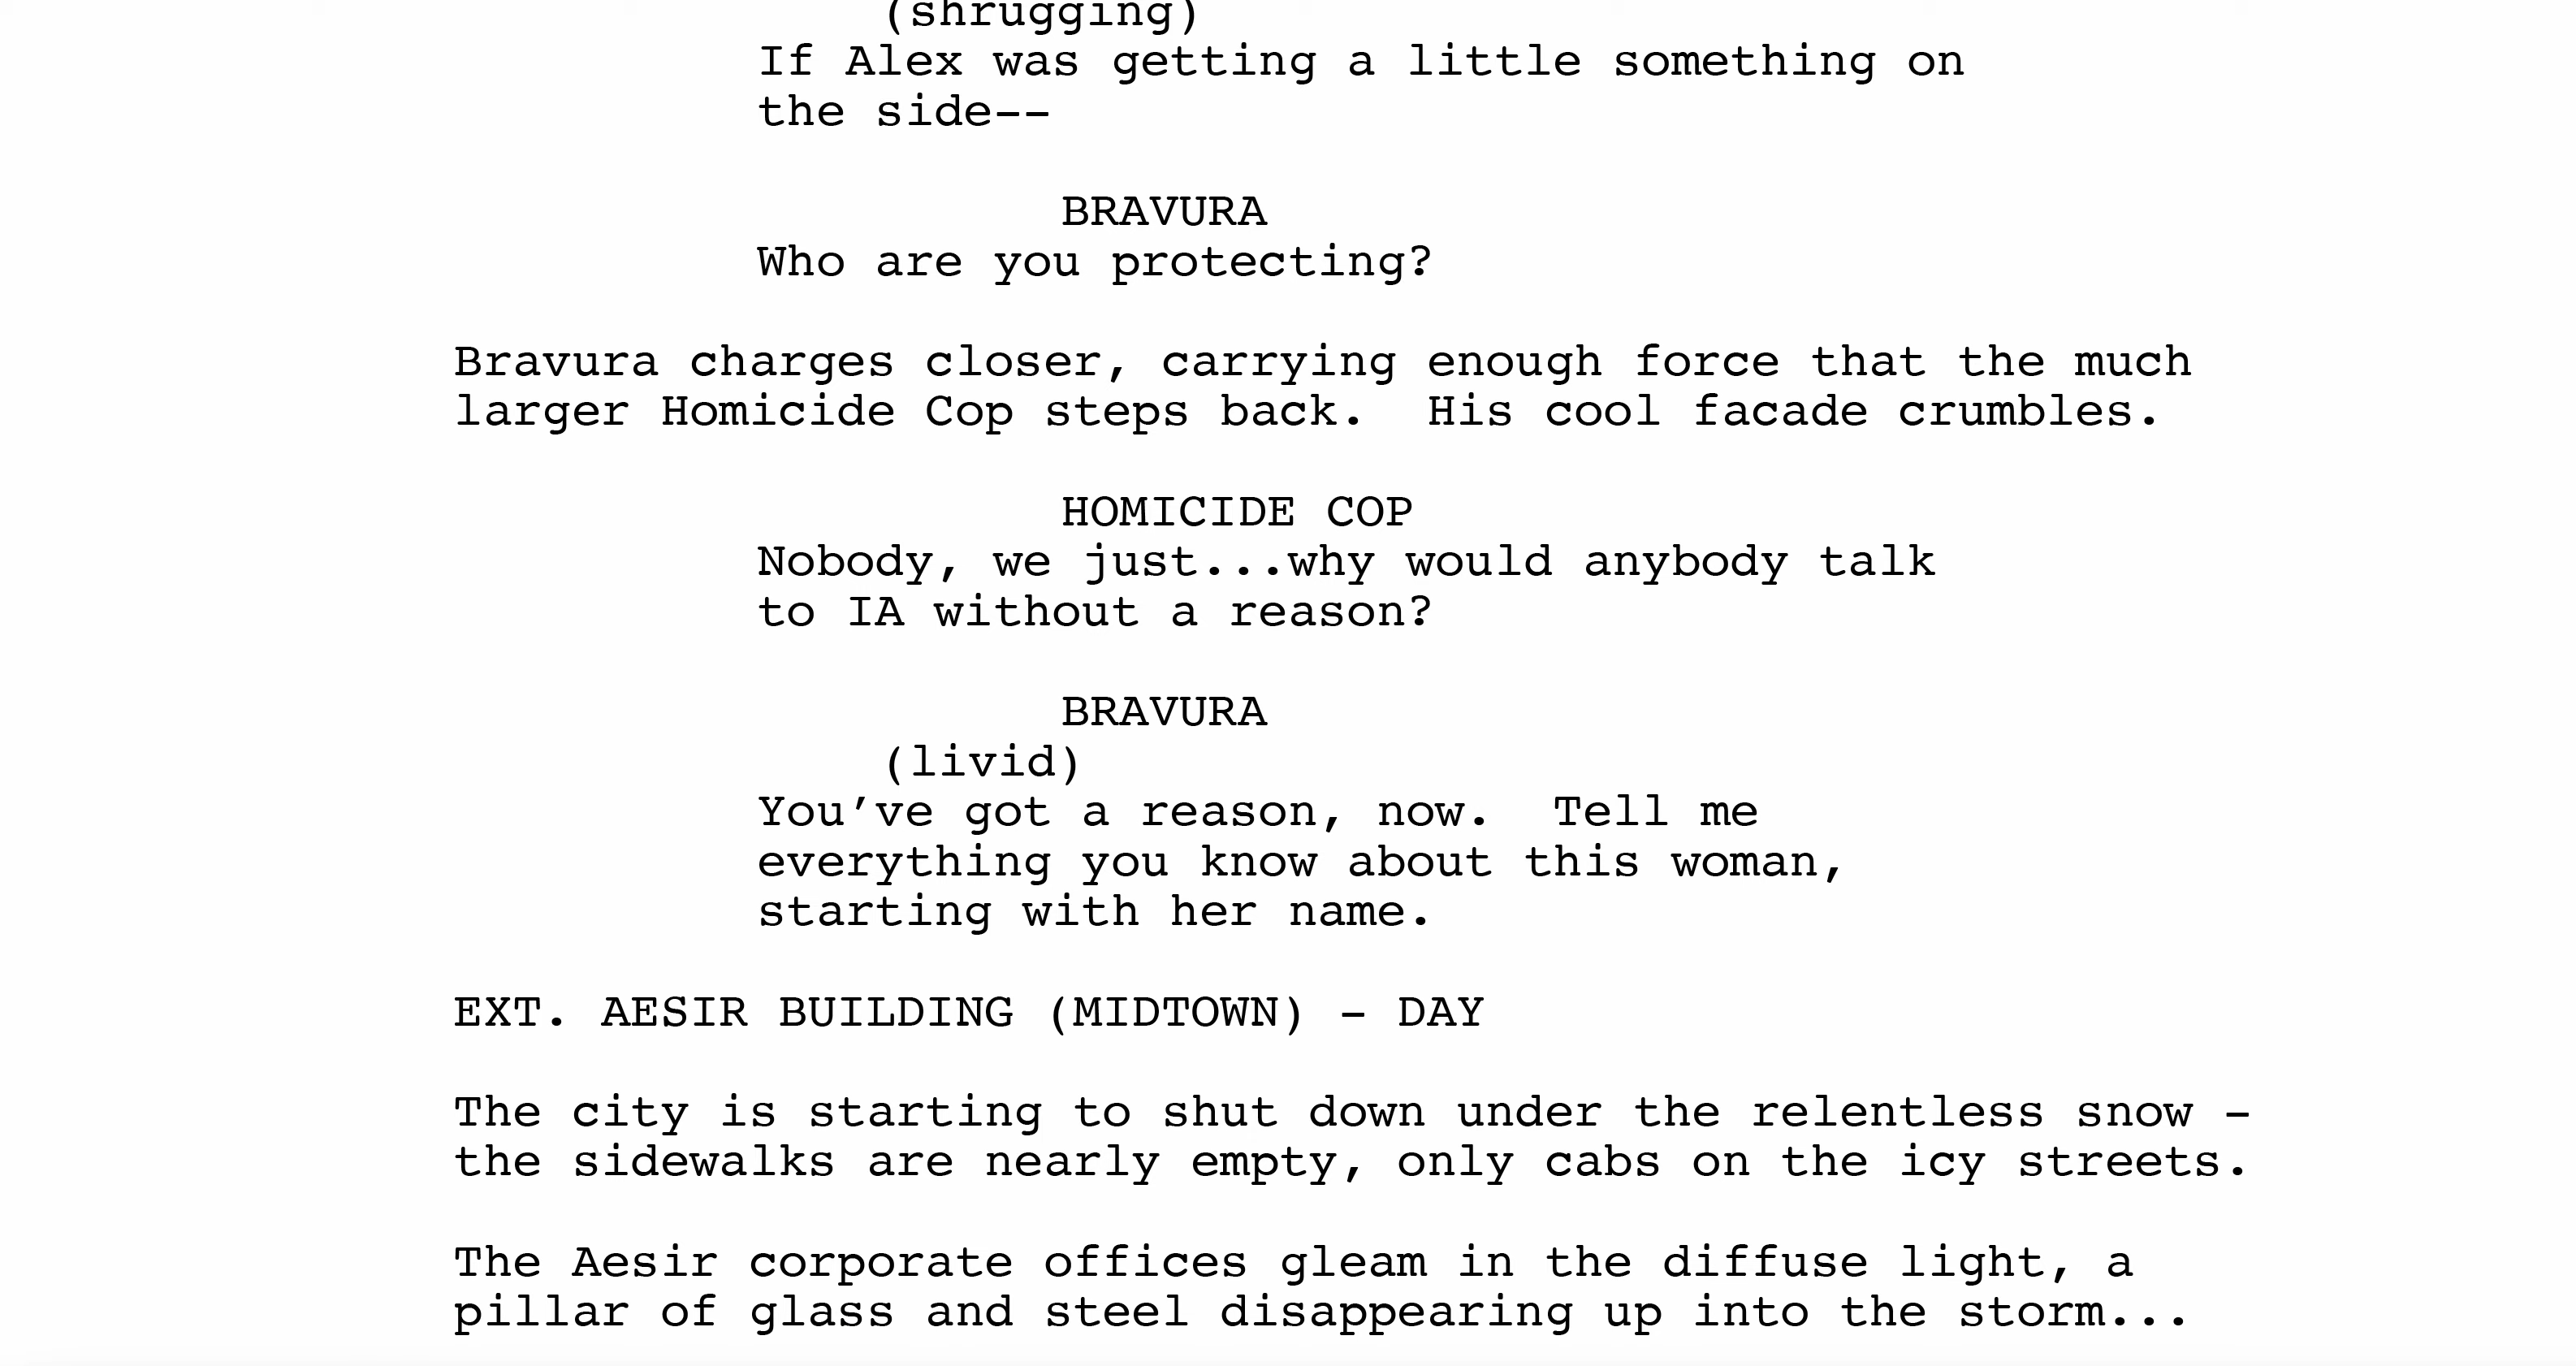 (shrugging)
If Alex was getting a little something on
the side--
BRAVURA
Who are you protecting?
Bravura charges closer, carrying enough force that the much
larger Homicide Cop steps back.  His cool facade crumbles.
HOMICIDE COP
Nobody, we just...why would anybody talk
to IA without a reason?
BRAVURA
(livid)
You’ve got a reason, now.  Tell me
everything you know about this woman,
starting with her name.
EXT. AESIR BUILDING (MIDTOWN) - DAY
The city is starting to shut down under the relentless snow -
the sidewalks are nearly empty, only cabs on the icy streets.
The Aesir corporate offices gleam in the diffuse light, a
pillar of glass and steel disappearing up into the storm...